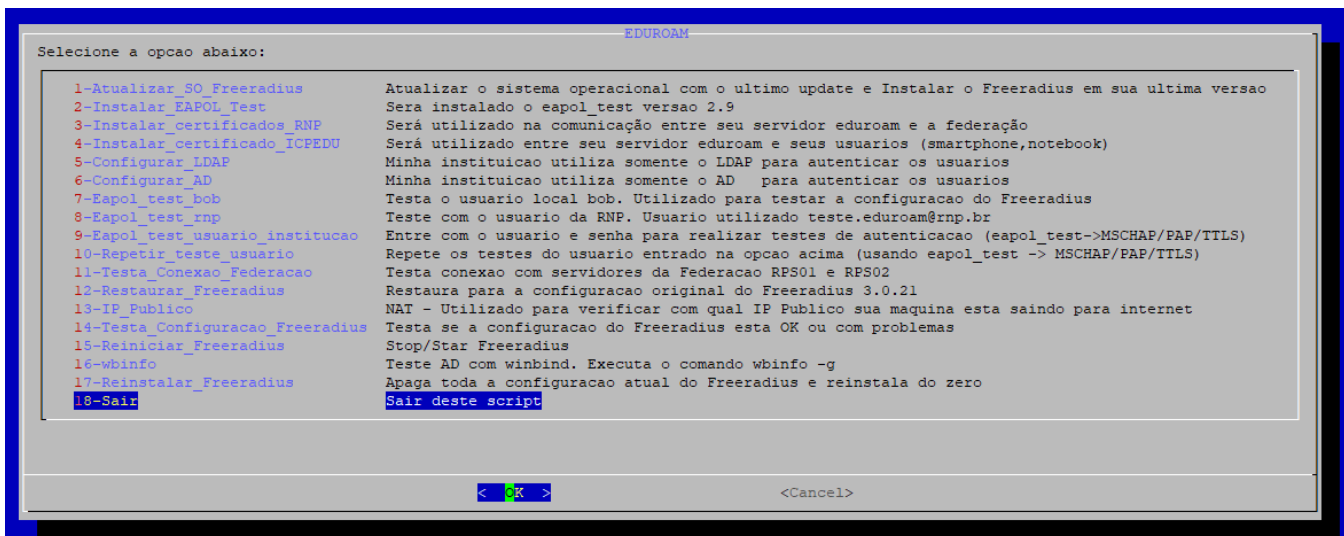 EDUROAM
Selecione a opcao abaixo:
1-Atualizar_SO_Freeradius Atualizar o sistema operacional com o ultimo update e Instalar o Freeradius em sua ultima versao
2-Instalar_EAPOL_Test Sera instalado o eapol_test versao 2.9
3-Instalar_certificados_RNP Será utilizado na comunicação entre seu servidor eduroam e a federação
4-Instalar_certificado_ICPEDU Será utilizado entre seu servidor eduroam e seus usuarios (smartphone,notebook)
5-Configurar_LDAP Minha instituicao utiliza somente o LDAP para autenticar os usuarios
6-Configurar_AD Minha instituicao utiliza somente o AD para autenticar os usuarios
7-Eapol_test_bob Testa o usuario local bob. Utilizado para testar a configuracao do Freeradius
8-Eapol_test_rnp Teste com o usuario da RNP. Usuario utilizado teste.eduroam@rnp.br
9-Eapol_test_usuario_institucao Entre com o usuario e senha para realizar testes de autenticacao (eapol_test->MSCHAP/PAP/TTLS)
10-Repetir_teste_usuario Repete os testes do usuario entrado na opcao acima (usando eapol_test -> MSCHAP/PAP/TTLS)
11-Testa_Conexao_Federacao Testa conexao com servidores da Federacao RPS01 e RPS02
12-Restaurar_Freeradius Restaura para a configuracao original do Freeradius 3.0.21
13-IP_Publico NAT - Utilizado para verificar com qual IP Publico sua maquina esta saindo para internet
14-Testa_Configuracao_Freeradius Testa se a configuracao do Freeradius esta OK ou com problemas
15-Reiniciar_Freeradius Stop/Star Freeradius
16-wbinfo Teste AD com winbind. Executa o comando wbinfo -g
17-Reinstalar_Freeradius Apaga toda a configuracao atual do Freeradius e reinstala do zero
18-Sair Sair deste script
< OK > <Cancel>